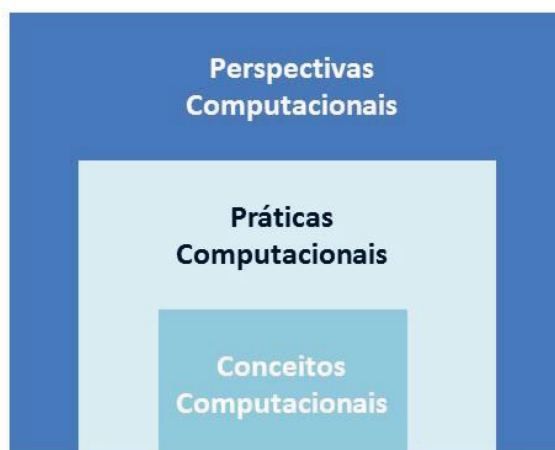 Perspectivas
Computacionais
Práticas
Computacionais
Conceitos
Computacionais